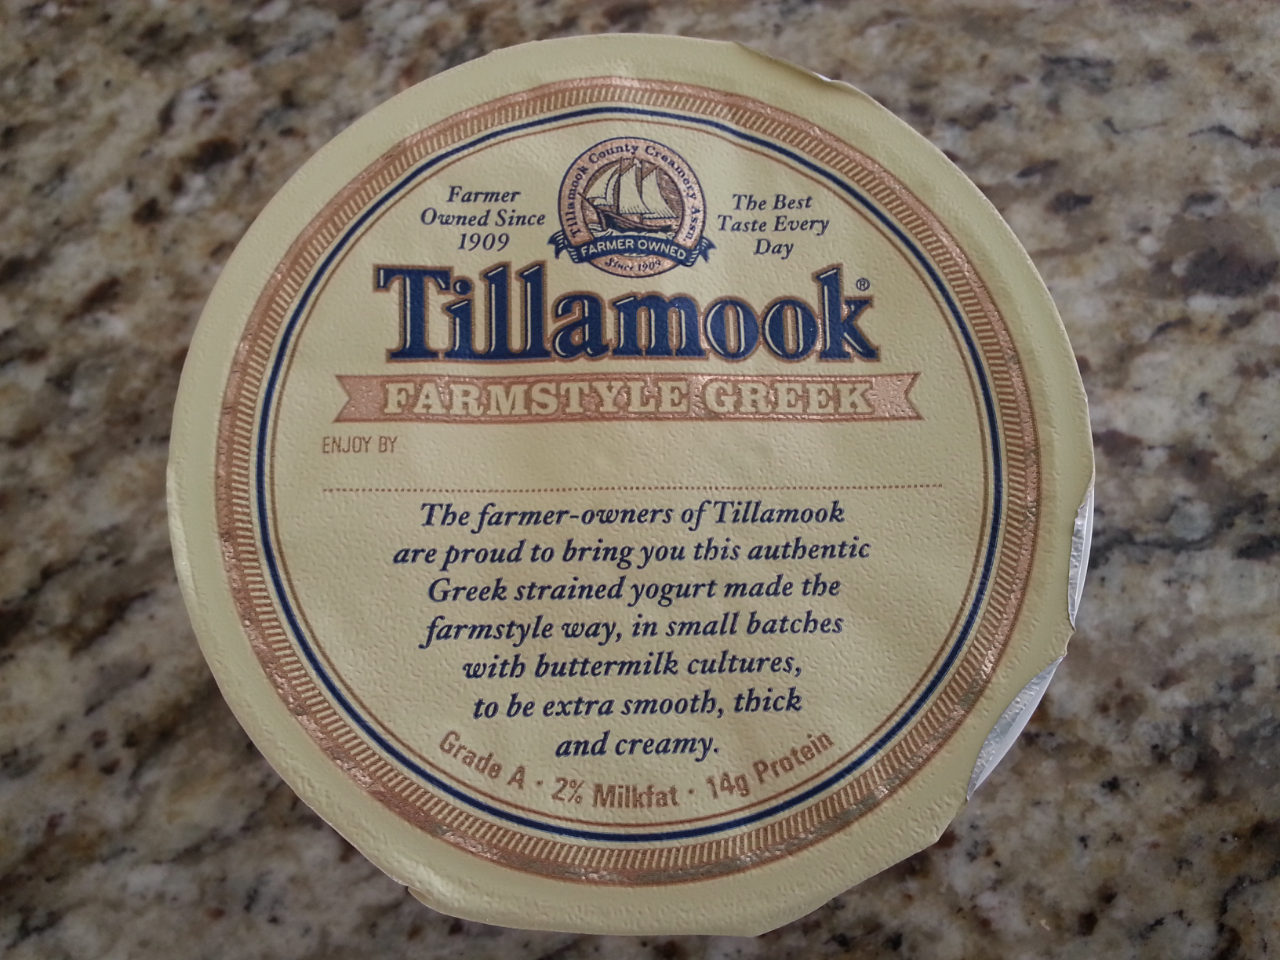 Tillamook County Creamery Assn
FARMER OWNED
Since 1909
Farmer
Owned Since
1909
The Best
Taste Every
Day
Tillamook®
FARMSTYLE GREEK
ENJOY BY
The farmer-owners of Tillamook
are proud to bring you this authentic
Greek strained yogurt made the
farmstyle way, in small batches
with buttermilk cultures,
to be extra smooth, thick
and creamy.
Grade A · 2% Milkfat · 14g Protein